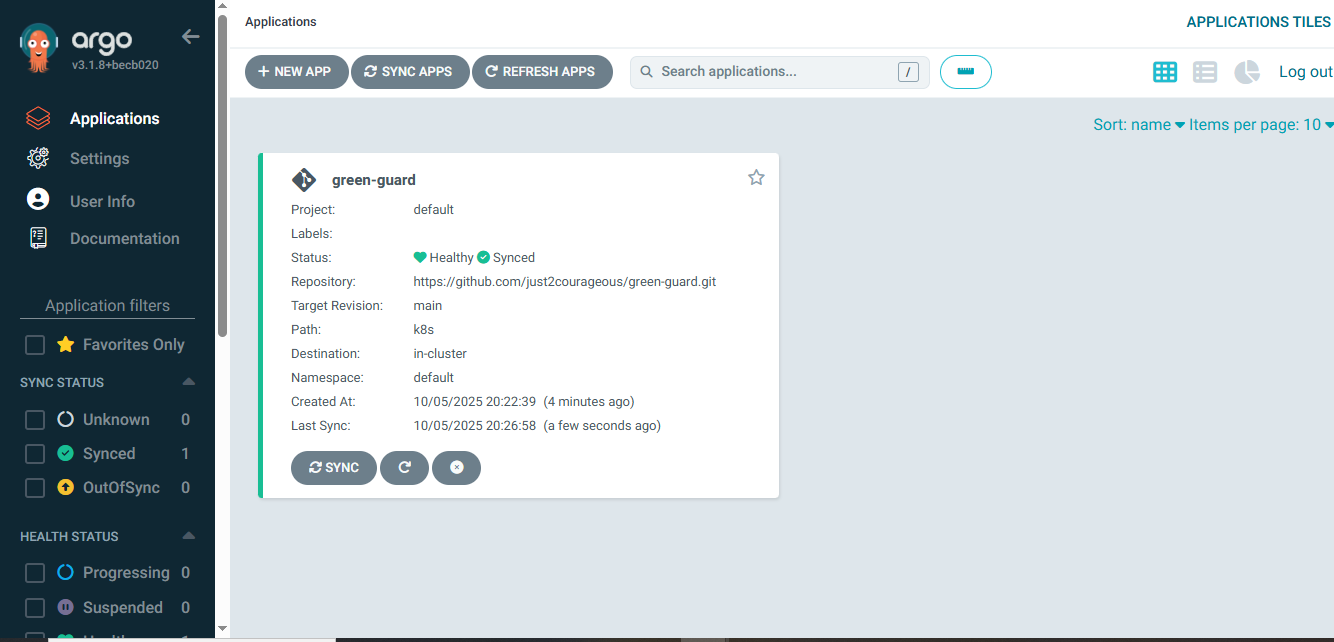 argo
v3.1.8+becb020
Applications
Settings
User Info
Documentation
Application filters
Favorites Only
SYNC STATUS
Unknown 0
Synced 1
OutOfSync 0
HEALTH STATUS
Progressing 0
Suspended 0
Applications
APPLICATIONS TILES
NEW APP SYNC APPS REFRESH APPS Search applications... / Log out
Sort: name Items per page: 10
green-guard
Project: default
Labels:
Status: Healthy Synced
Repository: https://github.com/just2courageous/green-guard.git
Target Revision: main
Path: k8s
Destination: in-cluster
Namespace: default
Created At: 10/05/2025 20:22:39 (4 minutes ago)
Last Sync: 10/05/2025 20:26:58 (a few seconds ago)
SYNC